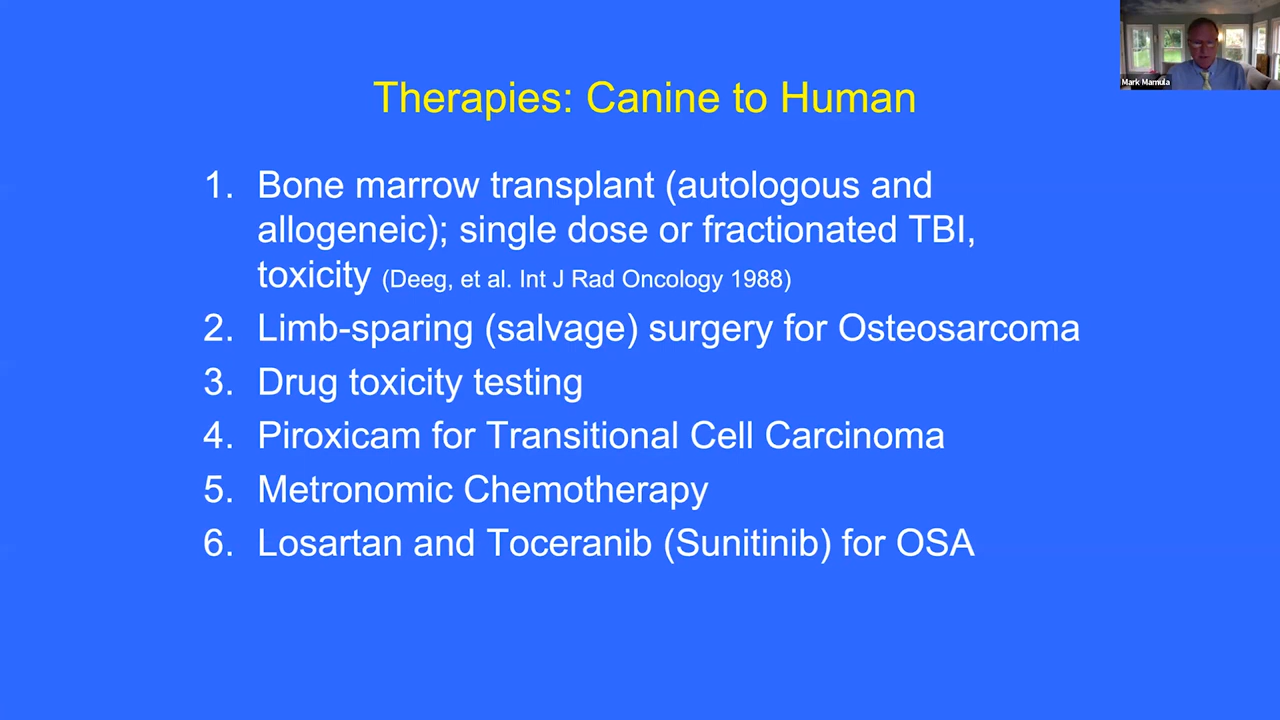 Mark Mamula
Therapies: Canine to Human
1. Bone marrow transplant (autologous and
allogeneic); single dose or fractionated TBI,
toxicity (Deeg, et al. Int J Rad Oncology 1988)
2. Limb-sparing (salvage) surgery for Osteosarcoma
3. Drug toxicity testing
4. Piroxicam for Transitional Cell Carcinoma
5. Metronomic Chemotherapy
6. Losartan and Toceranib (Sunitinib) for OSA